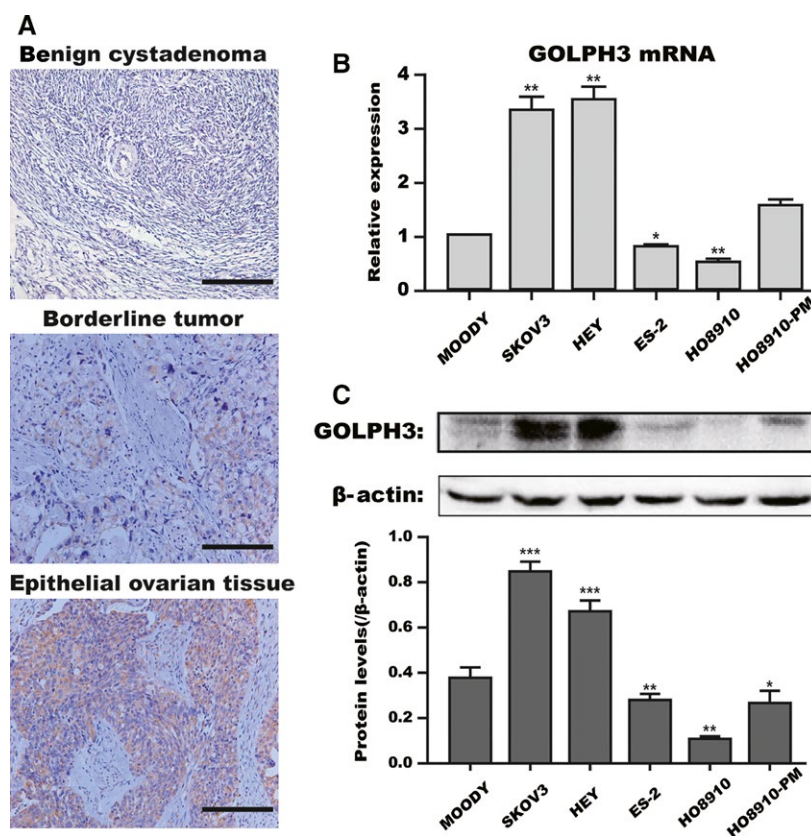 A
Benign cystadenoma
Borderline tumor
Epithelial ovarian tissue
B
GOLPH3 mRNA
Relative expression
4
3
2
1
0
** ** * **
MOODY SKOV3 HEY ES-2 HO8910 HO8910-PM
C
GOLPH3:
β-actin:
Protein levels(/β-actin)
1.0
0.8
0.6
0.4
0.2
0.0
*** *** ** ** *
MOODY SKOV3 HEY ES-2 HO8910 HO8910-PM